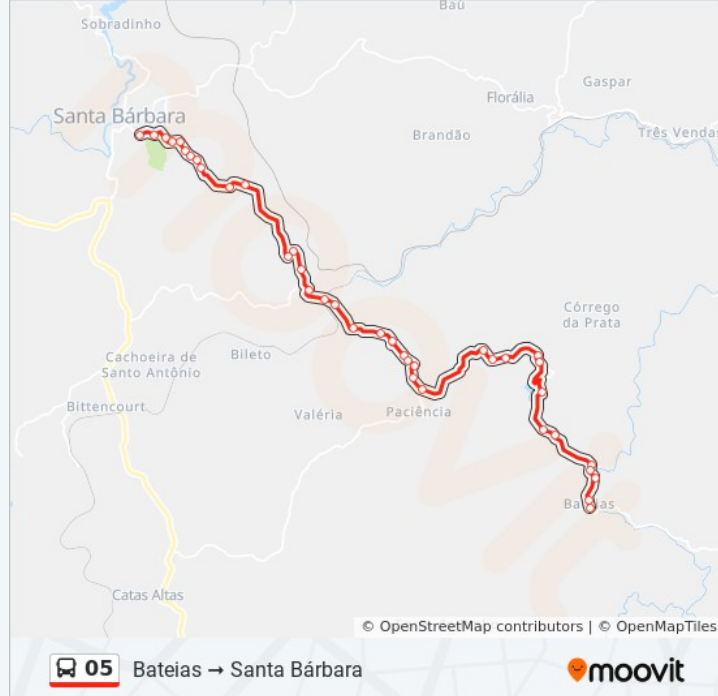 Baú
Sobradinho
Gaspar
Florália
Santa Bárbara
Brandão
Três Vendas
Córrego
da Prata
Cachoeira de
Santo Antônio
Bileto
Bittencourt
Valéria
Paciência
Catas Altas
© OpenStreetMap contributors | © OpenMapTiles
05 Bateias → Santa Bárbara
moovit